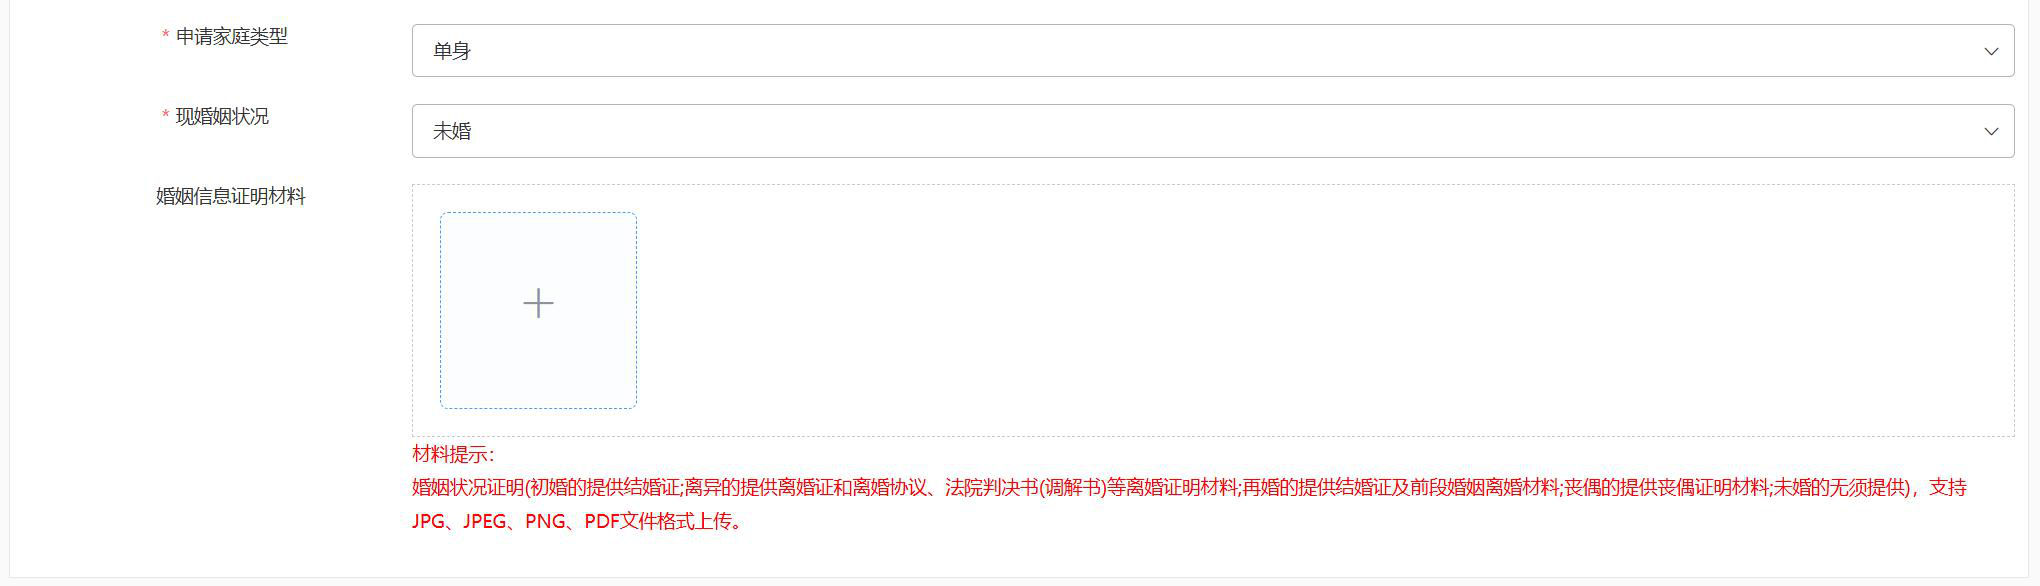 * 申请家庭类型
单身
* 现婚姻状况
未婚
婚姻信息证明材料
材料提示:
婚姻状况证明(初婚的提供结婚证;离异的提供离婚证和离婚协议、法院判决书(调解书)等离婚证明材料;再婚的提供结婚证及前段婚姻离婚材料;丧偶的提供丧偶证明材料;未婚的无须提供)，支持
JPG、JPEG、PNG、PDF文件格式上传。